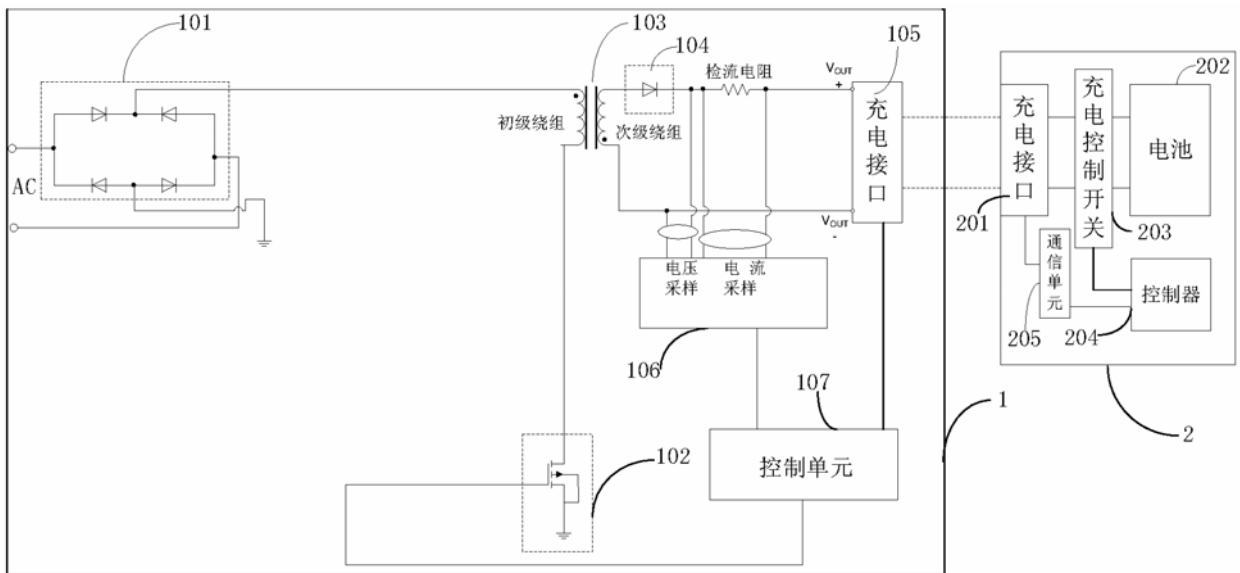 101
103
104
105
202
AC
初级绕组
次级绕组
检流电阻
VOUT
+
充电接口
VOUT
-
电压采样
电 流采样
106
107
控制单元
102
1
充电接口
201
充电控制开关
203
电池
通信单元
205
控制器
204
2